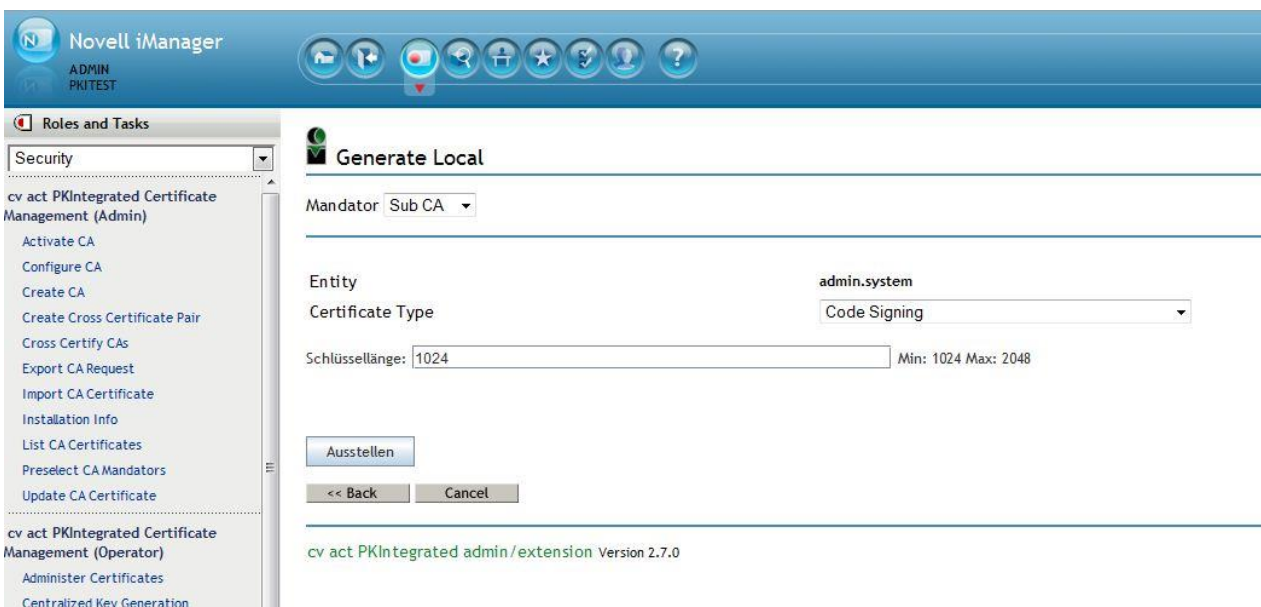 Novell iManager
ADMIN
PKITEST
Roles and Tasks
Security
cv act PKIntegrated Certificate
Management (Admin)
Activate CA
Configure CA
Create CA
Create Cross Certificate Pair
Cross Certify CAs
Export CA Request
Import CA Certificate
Installation Info
List CA Certificates
Preselect CA Mandators
Update CA Certificate
cv act PKIntegrated Certificate
Management (Operator)
Administer Certificates
Centralized Key Generation
Generate Local
Mandator Sub CA
Entity admin.system
Certificate Type Code Signing
Schlüssellänge: 1024 Min: 1024 Max: 2048
Ausstellen
<< Back Cancel
cv act PKIntegrated admin/extension Version 2.7.0